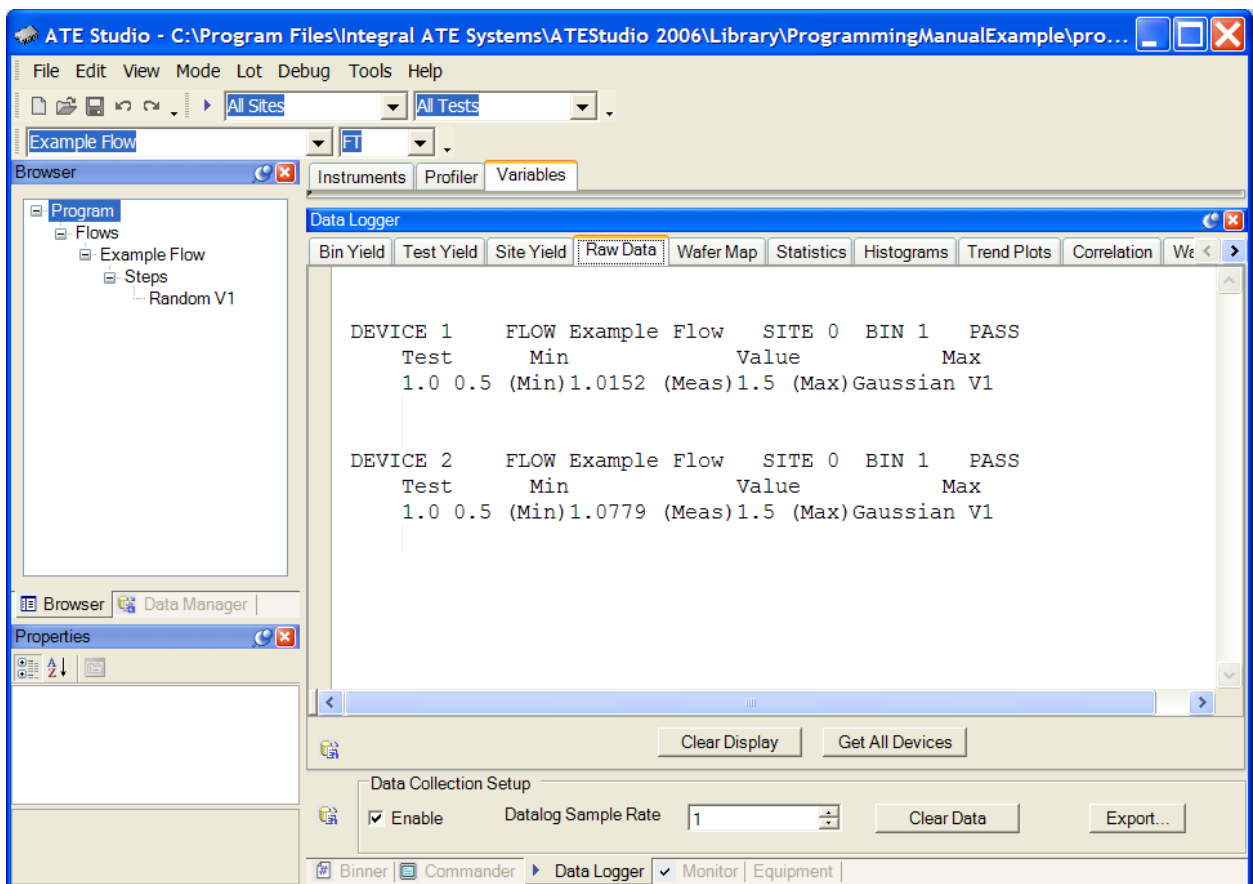 ATE Studio - C:\Program Files\Integral ATE Systems\ATEStudio 2006\Library\ProgrammingManualExample\pro...
File Edit View Mode Lot Debug Tools Help
All Sites All Tests
Example Flow FT
Browser
Program
Flows
Example Flow
Steps
Random V1
Browser Data Manager
Properties
Instruments Profiler Variables
Data Logger
Bin Yield Test Yield Site Yield Raw Data Wafer Map Statistics Histograms Trend Plots Correlation
DEVICE 1 FLOW Example Flow SITE 0 BIN 1 PASS
Test Min Value Max
1.0 0.5 (Min)1.0152 (Meas)1.5 (Max)Gaussian V1
DEVICE 2 FLOW Example Flow SITE 0 BIN 1 PASS
Test Min Value Max
1.0 0.5 (Min)1.0779 (Meas)1.5 (Max)Gaussian V1
Clear Display Get All Devices
Data Collection Setup
Enable Datalog Sample Rate 1 Clear Data Export...
Binner Commander Data Logger Monitor Equipment